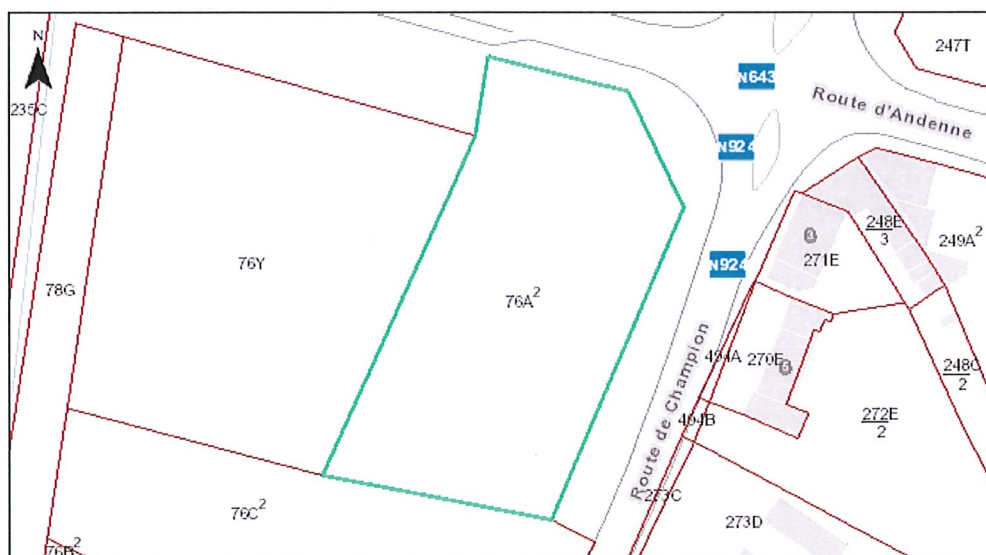 N
247T
N643
Route d'Andenne
235C
N924
248E
3
249A²
76Y
N924
271E
78G
76A²
494A
270E
248C
2
Route de Champion
494B
272E
2
273C
76C²
273D
76B²